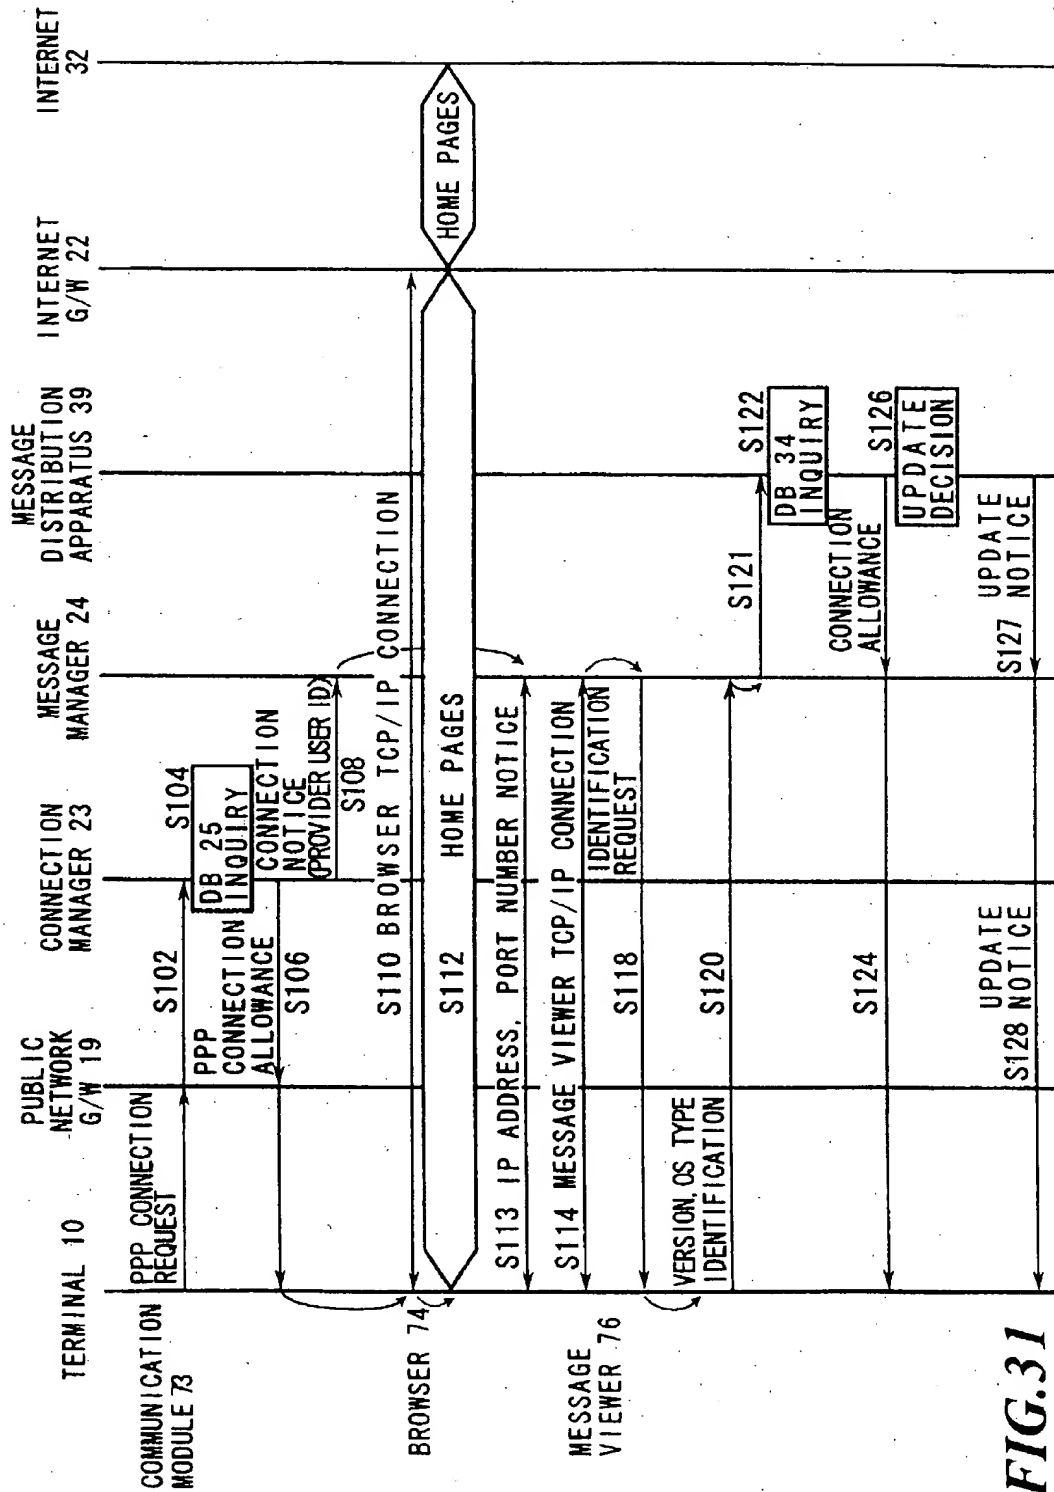 TERMINAL 10
PUBLIC
NETWORK
G/W 19
CONNECTION
MANAGER 23
MESSAGE
MANAGER 24
MESSAGE
DISTRIBUTION
APPARATUS 39
INTERNET
G/W 22
INTERNET
32
COMMUNICATION
MODULE 73
PPP CONNECTION
REQUEST
S102
S104
DB 25
INQUIRY
PPP
CONNECTION
ALLOWANCE
S106
CONNECTION
NOTICE
(PROVIDER USER ID)
S108
BROWSER 74
S110 BROWSER TCP/IP CONNECTION
S112
HOME PAGES
HOME PAGES
S113 IP ADDRESS, PORT NUMBER NOTICE
MESSAGE
VIEWER 76
S114 MESSAGE VIEWER TCP/IP CONNECTION
IDENTIFICATION
REQUEST
S118
VERSION, OS TYPE
IDENTIFICATION
S120
S121
S122
DB 34
INQUIRY
CONNECTION
ALLOWANCE
S124
S126
UPDATE
DECISION
UPDATE
S127 NOTICE
UPDATE
S128 NOTICE
FIG.31